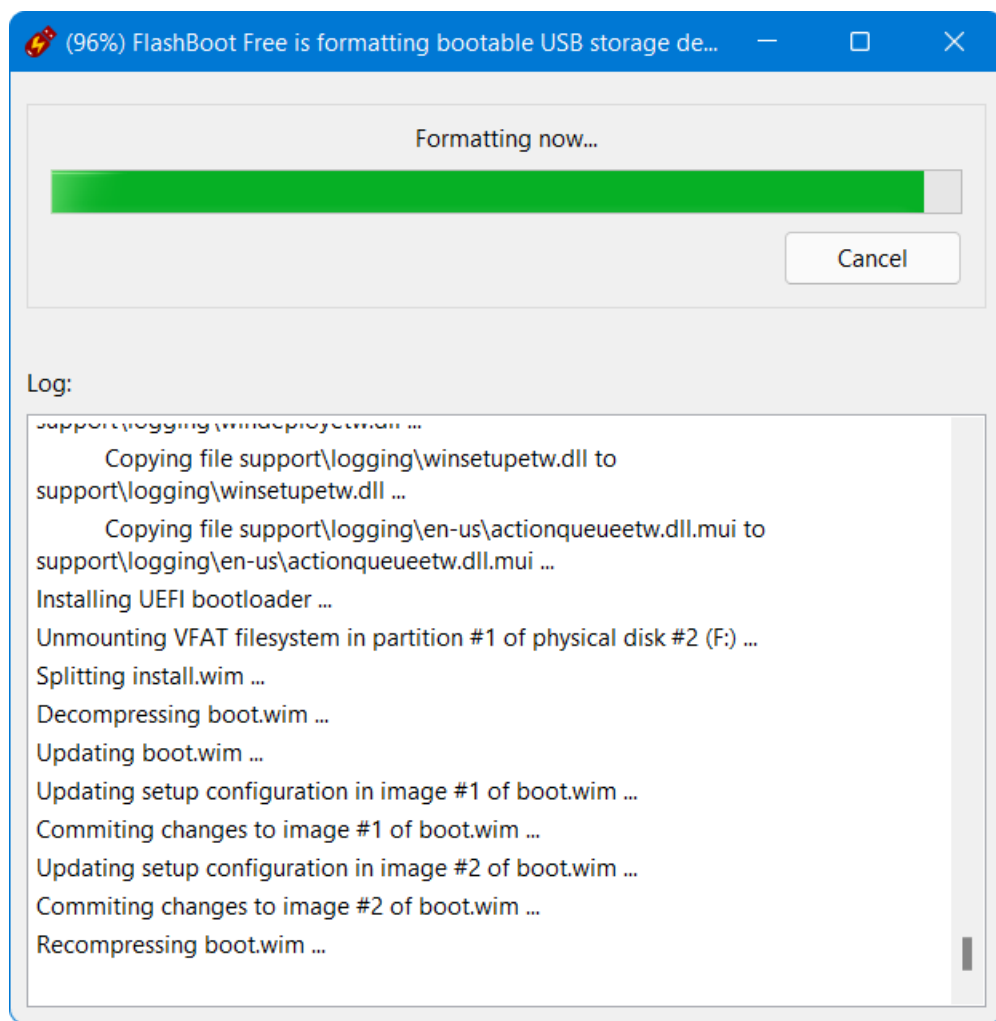 (96%) FlashBoot Free is formatting bootable USB storage de...
Formatting now...
Cancel
Log:
support\logging\windeployetw.dll ...
Copying file support\logging\winsetupetw.dll to
support\logging\winsetupetw.dll ...
Copying file support\logging\en-us\actionqueueetw.dll.mui to
support\logging\en-us\actionqueueetw.dll.mui ...
Installing UEFI bootloader ...
Unmounting VFAT filesystem in partition #1 of physical disk #2 (F:) ...
Splitting install.wim ...
Decompressing boot.wim ...
Updating boot.wim ...
Updating setup configuration in image #1 of boot.wim ...
Commiting changes to image #1 of boot.wim ...
Updating setup configuration in image #2 of boot.wim ...
Commiting changes to image #2 of boot.wim ...
Recompressing boot.wim ...